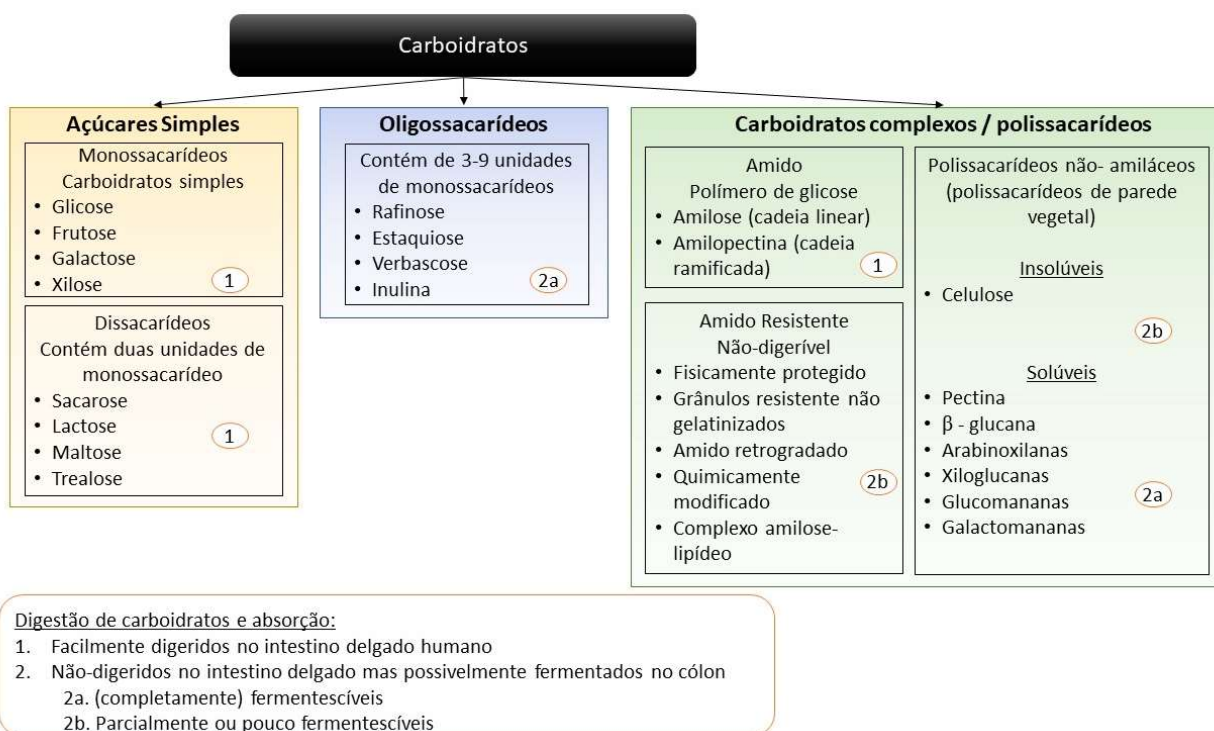 Carboidratos
Açúcares Simples
Monossacarídeos
Carboidratos simples
• Glicose
• Frutose
• Galactose
• Xilose
1
Dissacarídeos
Contém duas unidades de
monossacarídeo
• Sacarose
• Lactose
• Maltose
• Trealose
1
Oligossacarídeos
Contém de 3-9 unidades
de monossacarídeos
• Rafinose
• Estaquiose
• Verbascose
• Inulina
2a
Carboidratos complexos / polissacarídeos
Amido
Polímero de glicose
• Amilose (cadeia linear)
• Amilopectina (cadeia
ramificada)
1
Amido Resistente
Não-digerível
• Fisicamente protegido
• Grânulos resistente não
gelatinizados
• Amido retrogradado
• Quimicamente
modificado
• Complexo amilose-
lipídeo
2b
Polissacarídeos não- amiláceos
(polissacarídeos de parede
vegetal)
Insolúveis
• Celulose
2b
Solúveis
• Pectina
• β - glucana
• Arabinoxilanas
• Xiloglucanas
• Glucomananas
• Galactomananas
2a
Digestão de carboidratos e absorção:
1. Facilmente digeridos no intestino delgado humano
2. Não-digeridos no intestino delgado mas possivelmente fermentados no cólon
2a. (completamente) fermentescíveis
2b. Parcialmente ou pouco fermentescíveis